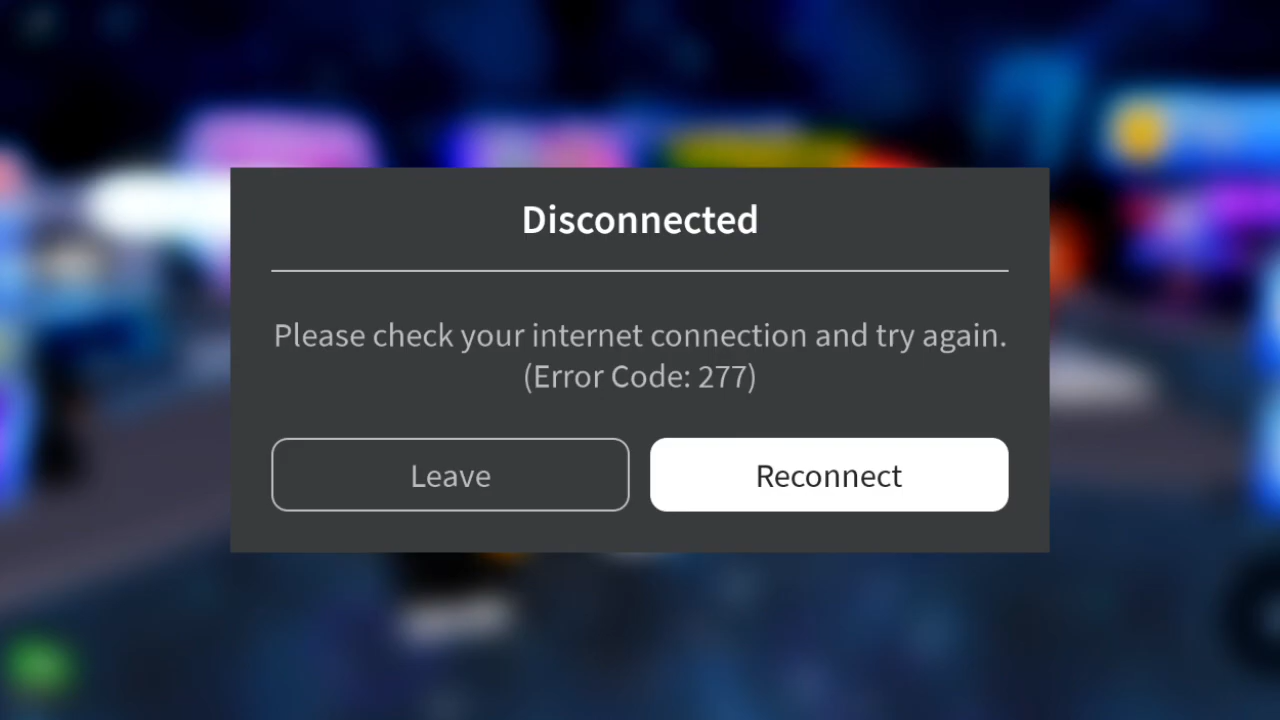 Disconnected
Please check your internet connection and try again.
(Error Code: 277)
Leave
Reconnect